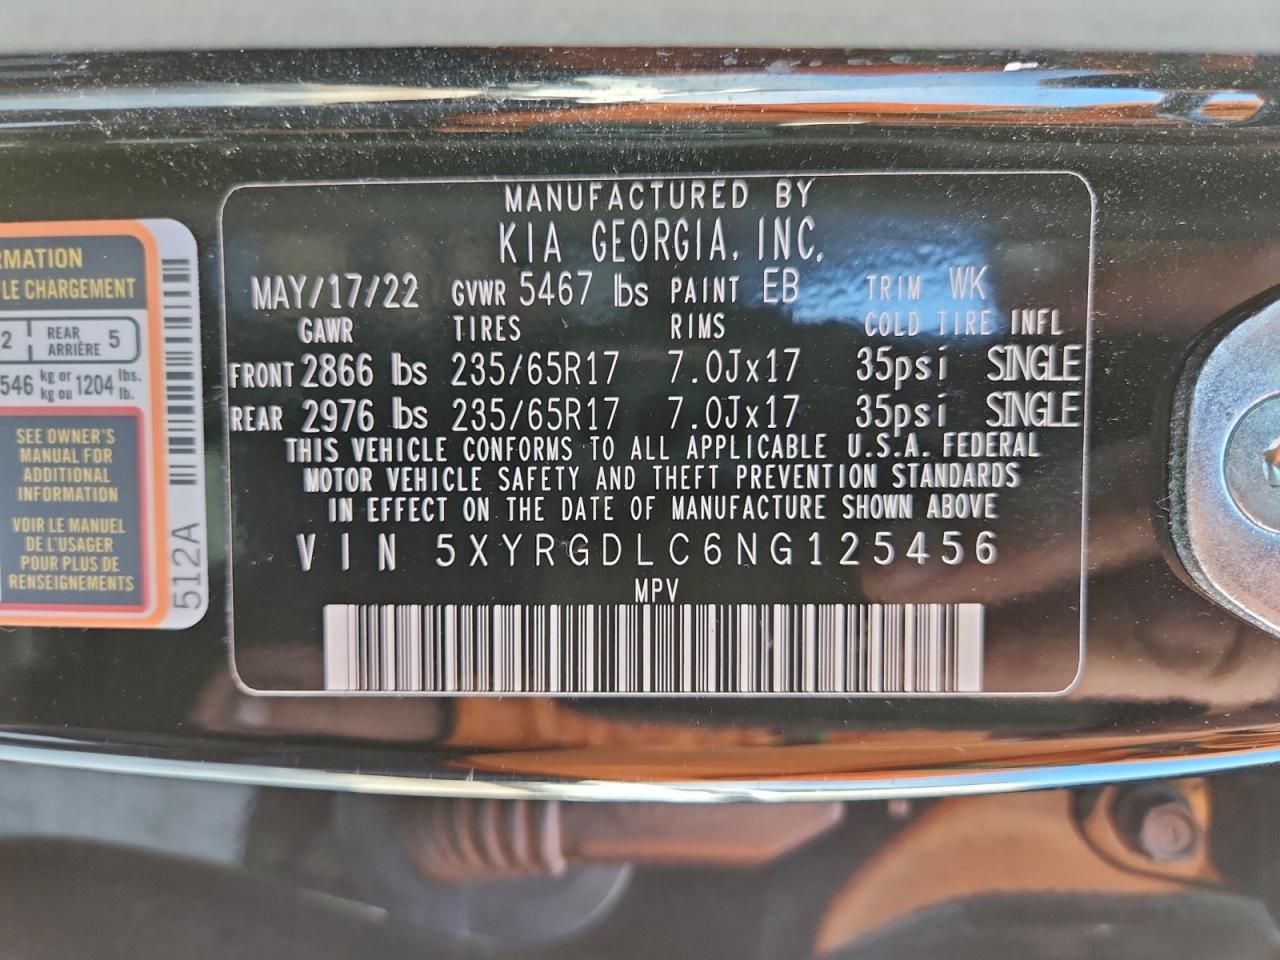 RMATION
LE CHARGEMENT
2 REAR ARRIÈRE 5
546 kg or kg ou 1204 lbs. lb.
SEE OWNER'S
MANUAL FOR
ADDITIONAL
INFORMATION
VOIR LE MANUEL
DE L'USAGER
POUR PLUS DE
RENSEIGNEMENTS
512A
MANUFACTURED BY
KIA GEORGIA, INC.
MAY/17/22 GVWR 5467 lbs PAINT EB TRIM WK
GAWR TIRES RIMS COLD TIRE INFL
FRONT 2866 lbs 235/65R17 7.0Jx17 35psi SINGLE
REAR 2976 lbs 235/65R17 7.0Jx17 35psi SINGLE
THIS VEHICLE CONFORMS TO ALL APPLICABLE U.S.A. FEDERAL
MOTOR VEHICLE SAFETY AND THEFT PREVENTION STANDARDS
IN EFFECT ON THE DATE OF MANUFACTURE SHOWN ABOVE
VIN 5XYRGDLC6NG125456
MPV